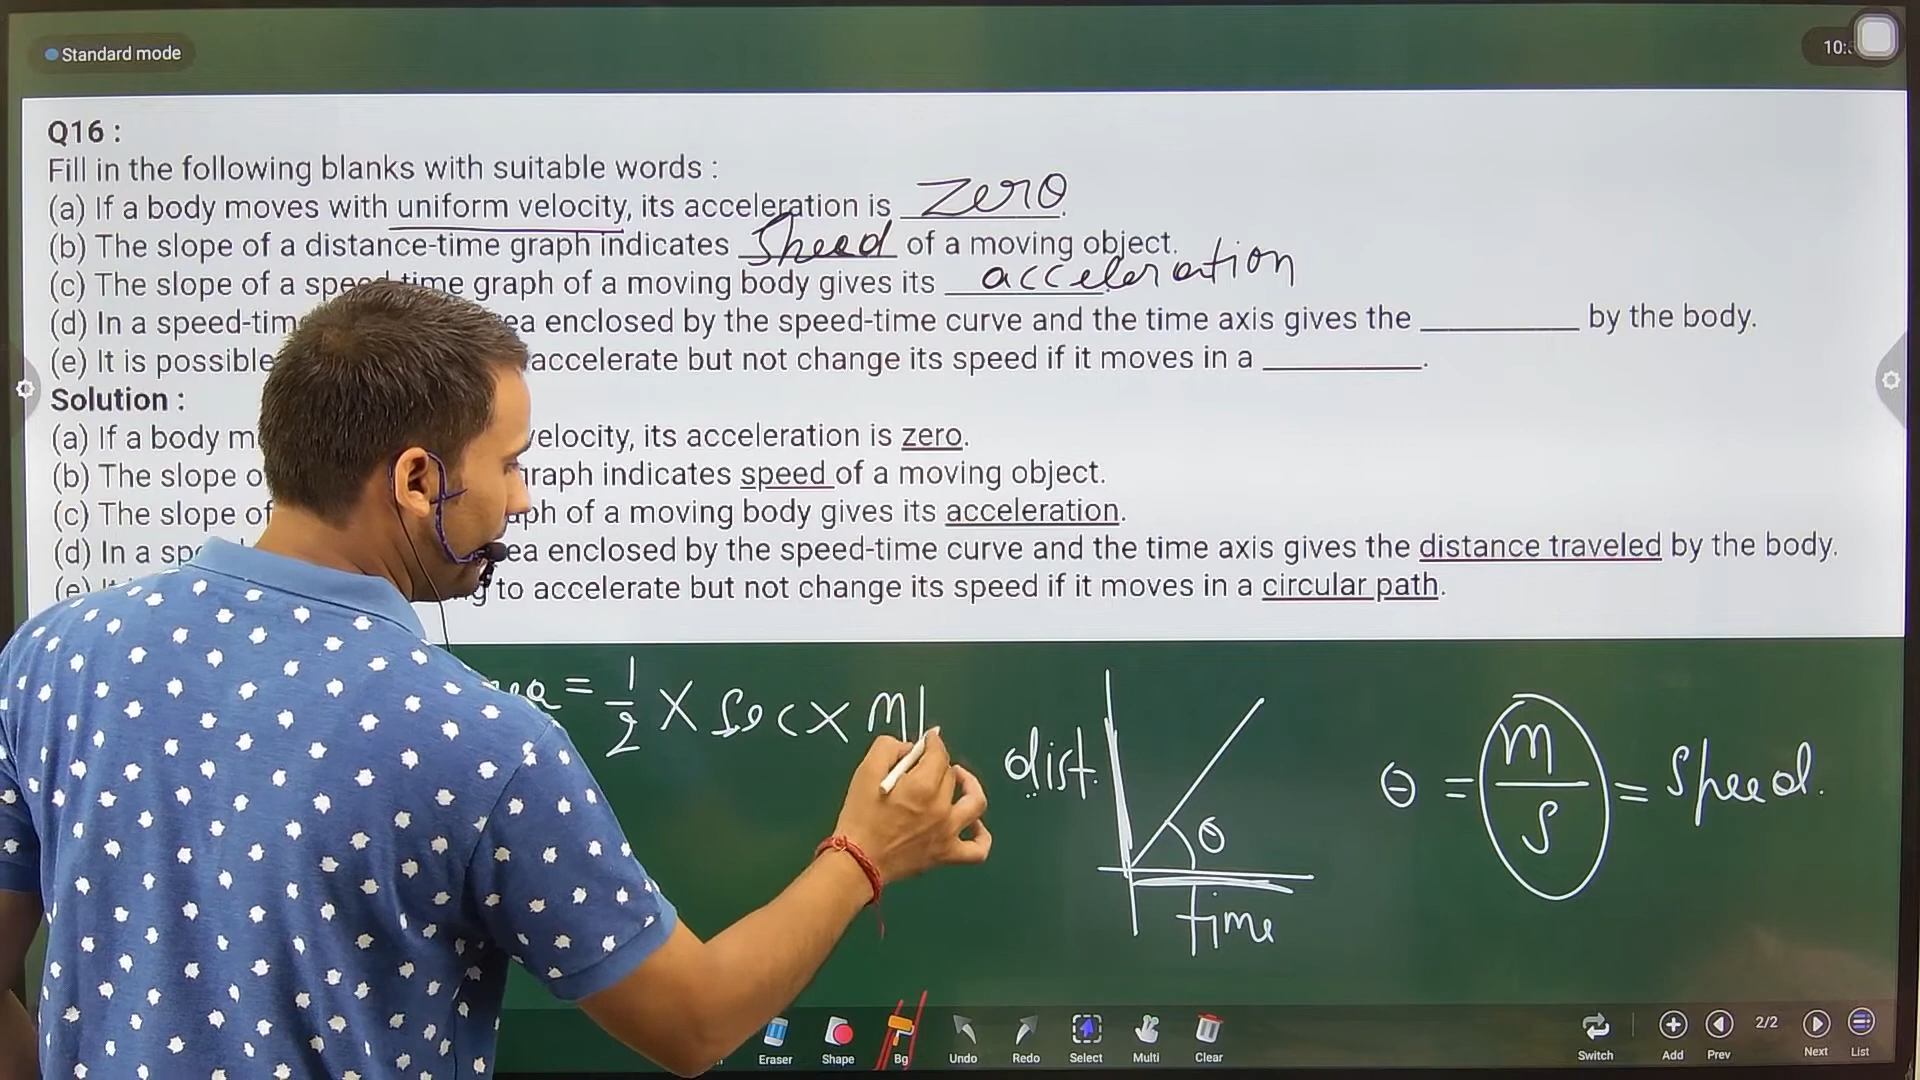 Standard mode
10:
Q16 :
Fill in the following blanks with suitable words :
(a) If a body moves with uniform velocity, its acceleration is zero.
(b) The slope of a distance-time graph indicates Speed of a moving object.
(c) The slope of a speed-time graph of a moving body gives its acceleration
(d) In a speed-tim ea enclosed by the speed-time curve and the time axis gives the __________ by the body.
(e) It is possible accelerate but not change its speed if it moves in a __________.
Solution :
(a) If a body m velocity, its acceleration is zero.
(b) The slope o graph indicates speed of a moving object.
(c) The slope of aph of a moving body gives its acceleration.
(d) In a sp ea enclosed by the speed-time curve and the time axis gives the distance traveled by the body.
(e) It g to accelerate but not change its speed if it moves in a circular path.
= 1/2 X Sec X M
dist.
θ
time
θ = m/s = Speed.
Eraser Shape Bg Undo Redo Select Multi Clear Switch Add Prev 2/2 Next List